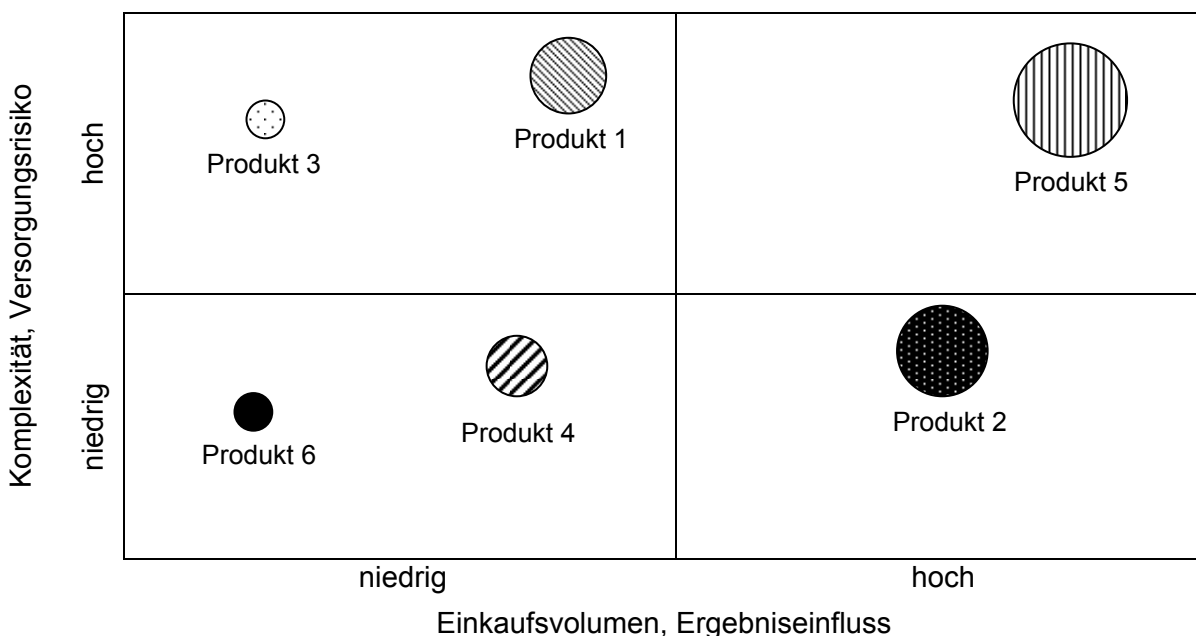 Komplexität, Versorgungsrisiko
hoch
niedrig
Produkt 3
Produkt 1
Produkt 5
Produkt 6
Produkt 4
Produkt 2
niedrig
hoch
Einkaufsvolumen, Ergebniseinfluss